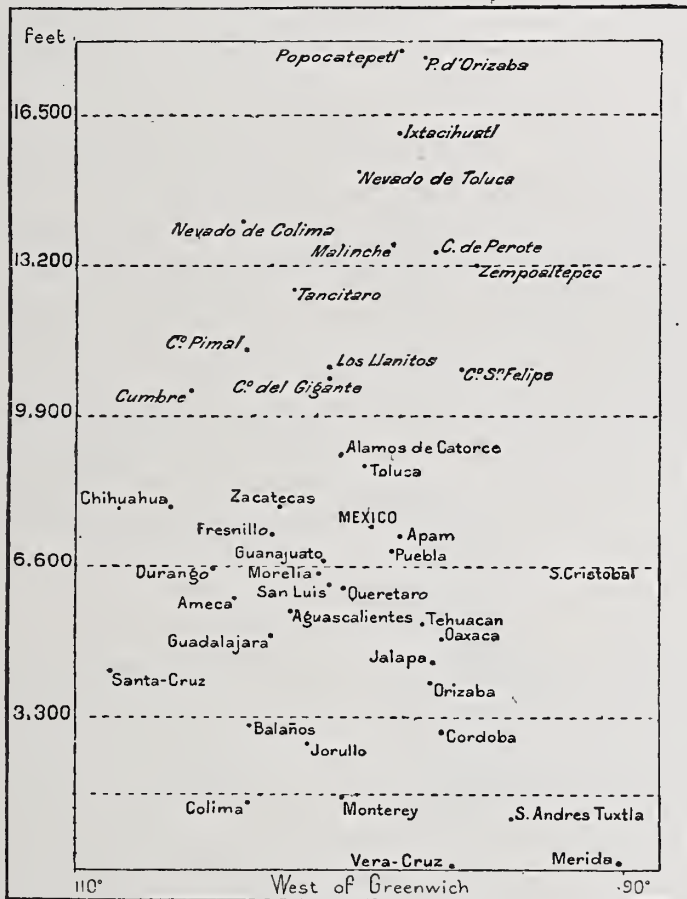 feet.
Popocatepetl
P. d'Orizaba
16.500
Ixtacihuatl
Nevado de Toluca
Nevado de Colima
Malinche
C. de Perote
13.200
Zempoaltepec
Tancitaro
Cº Pimal
Los Llanitos
Cº Sⁿ Felipe
Cº del Gigante
Cumbre
9,900
Alamos de Catorce
Toluca
Chihuahua
Zacatecas
MEXICO
Fresnillo
Apam
Guanajuato
Puebla
6.600
Durango
Morelia
S. Cristobal
San Luis
Queretaro
Ameca
Aguascalientes
Tehuacan
Guadalajara
Oaxaca
Jalapa
Santa-Cruz
Orizaba
3,300
Balaños
Cordoba
Jorullo
Colima
Monterey
S. Andres Tuxtla
Vera-Cruz
Merida
110°
West of Greenwich
90°